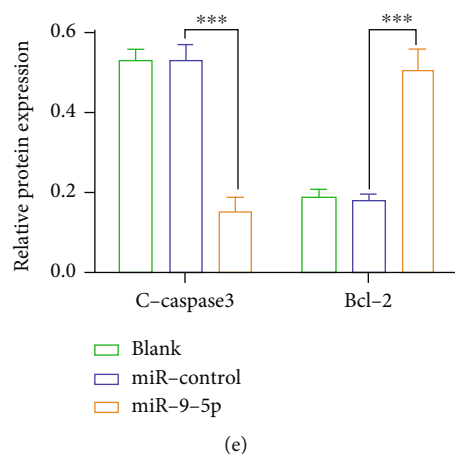 ***
***
0.6
0.4
0.2
0.0
Relative protein expression
C–caspase3
Bcl–2
Blank
miR–control
miR–9–5p
(e)